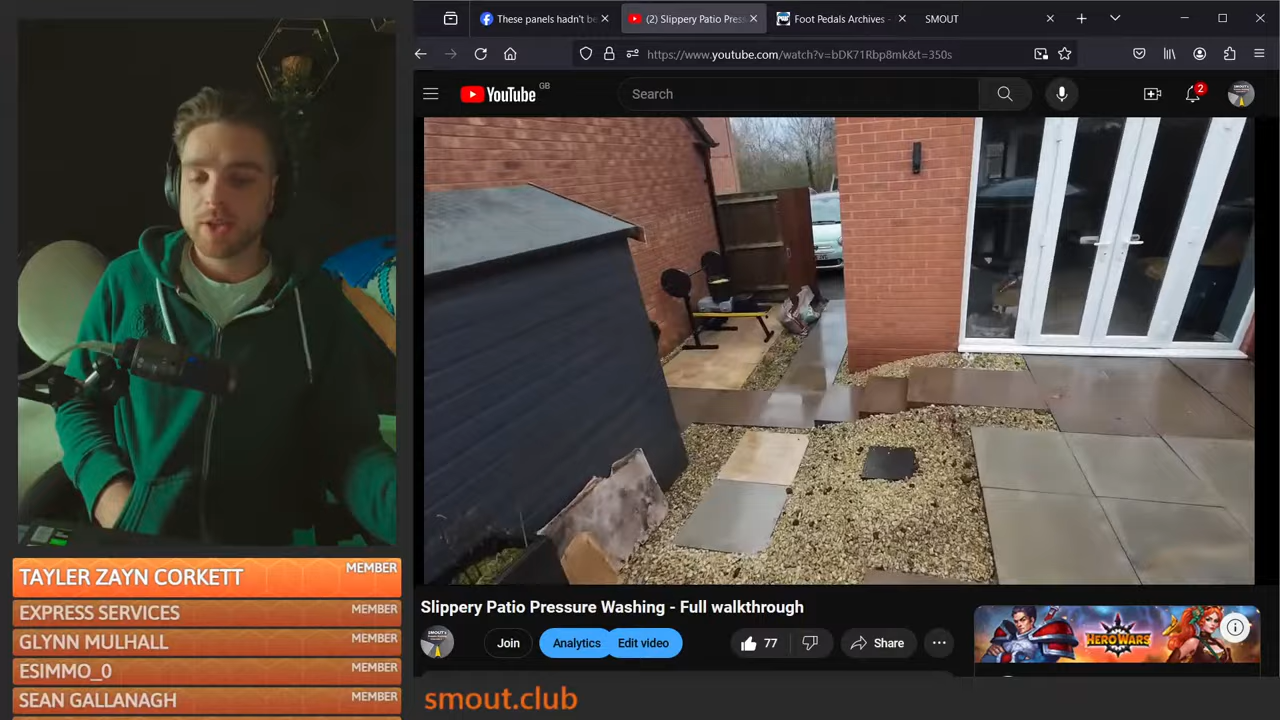 These panels hadn't be
(2) Slippery Patio Pres
Foot Pedals Archives -
SMOUT
https://www.youtube.com/watch?v=bDK71Rbp8mk&t=350s
YouTube GB
Search
2
TAYLER ZAYN CORKETT MEMBER
EXPRESS SERVICES MEMBER
GLYNN MULHALL MEMBER
ESIMMO_0 MEMBER
SEAN GALLANAGH MEMBER
Slippery Patio Pressure Washing - Full walkthrough
Join
Analytics
Edit video
77
Share
HERO WARS
smout.club